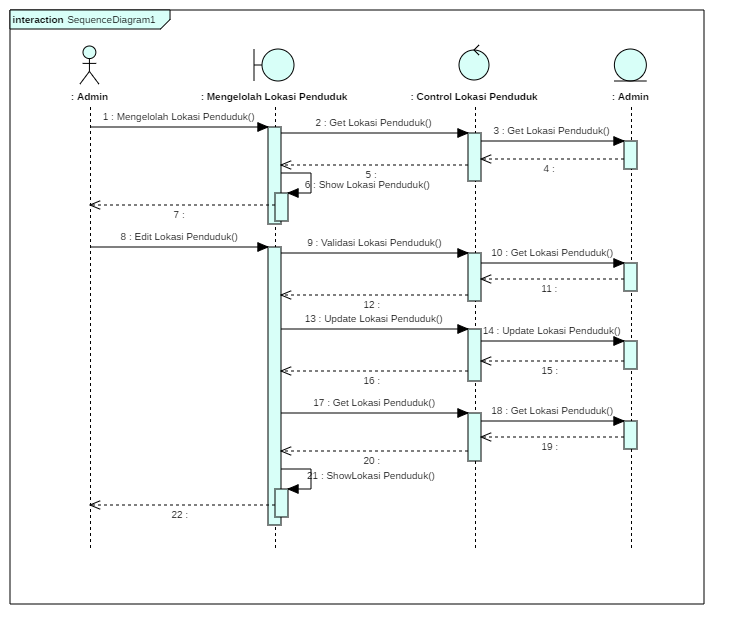 interaction SequenceDiagram1
: Admin
: Mengelolah Lokasi Penduduk
: Control Lokasi Penduduk
: Admin
1 : Mengelolah Lokasi Penduduk()
2 : Get Lokasi Penduduk()
3 : Get Lokasi Penduduk()
4 :
5 :
6 : Show Lokasi Penduduk()
7 :
8 : Edit Lokasi Penduduk()
9 : Validasi Lokasi Penduduk()
10 : Get Lokasi Penduduk()
11 :
12 :
13 : Update Lokasi Penduduk()
14 : Update Lokasi Penduduk()
15 :
16 :
17 : Get Lokasi Penduduk()
18 : Get Lokasi Penduduk()
19 :
20 :
21 : ShowLokasi Penduduk()
22 :